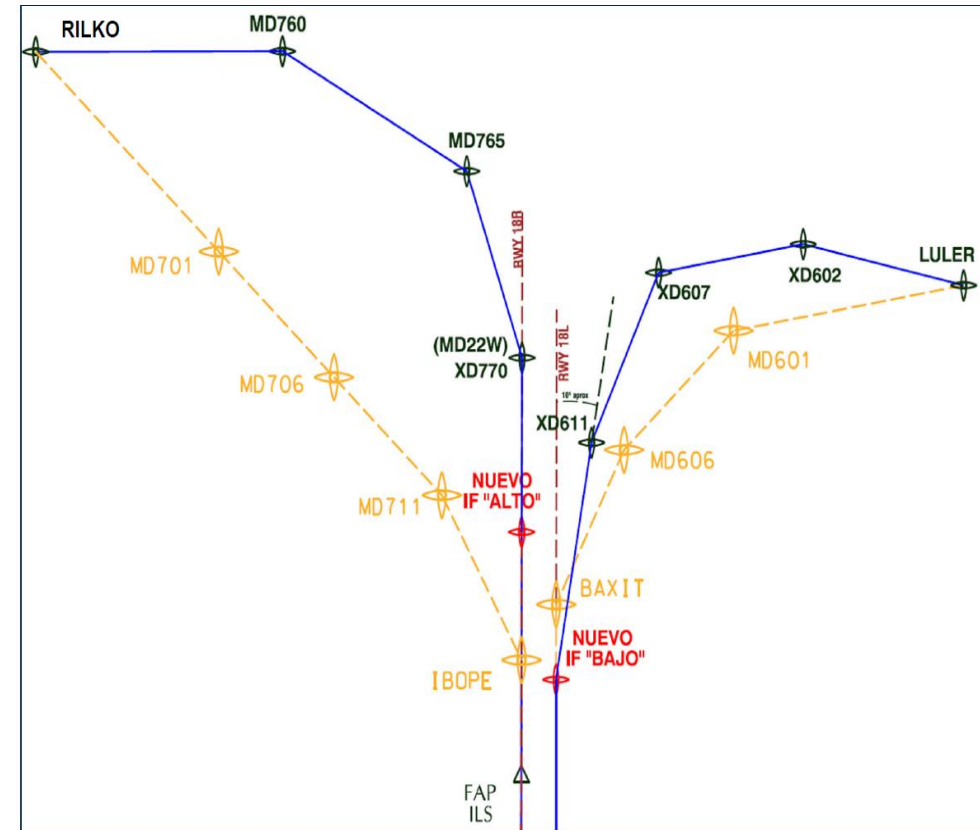 RILKO
MD760
MD765
MD701
RWY 18R
LULER
XD602
XD607
(MD22W)
XD770
RWY 18L
MD601
MD706
10º aprox
XD611
MD606
NUEVO
IF "ALTO"
MD711
BAXIT
NUEVO
IF "BAJO"
IBOPE
FAP
ILS